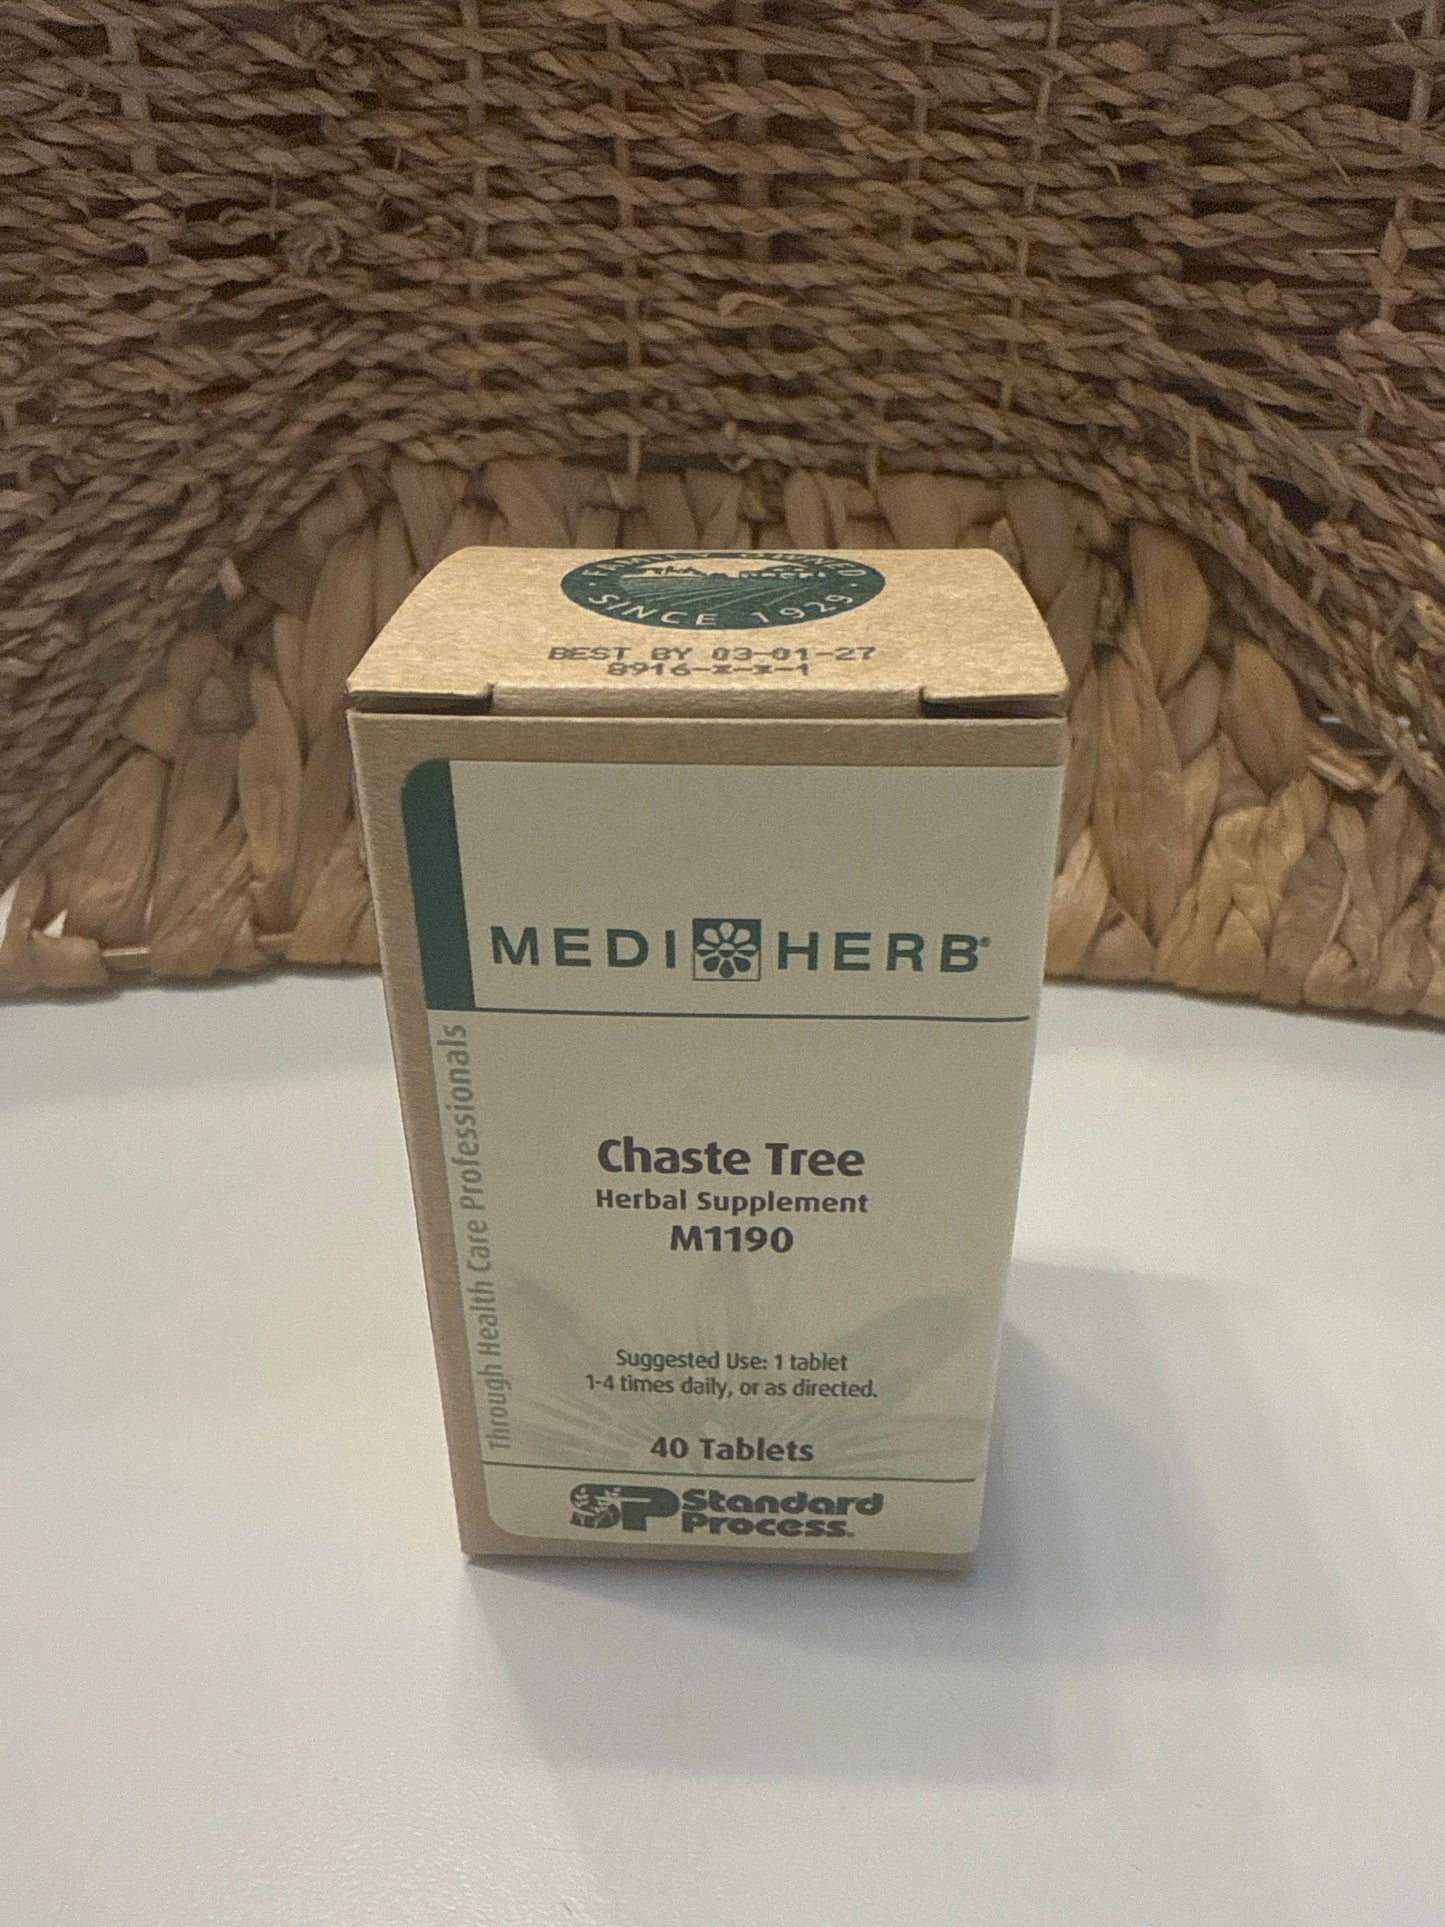 FAMILY OWNED
SINCE 1929
BEST BY 03-01-27
8916-*-*-1
MEDI HERB®
Through Health Care Professionals
Chaste Tree
Herbal Supplement
M1190
Suggested Use: 1 tablet
1-4 times daily, or as directed.
40 Tablets
SP Standard
Process.